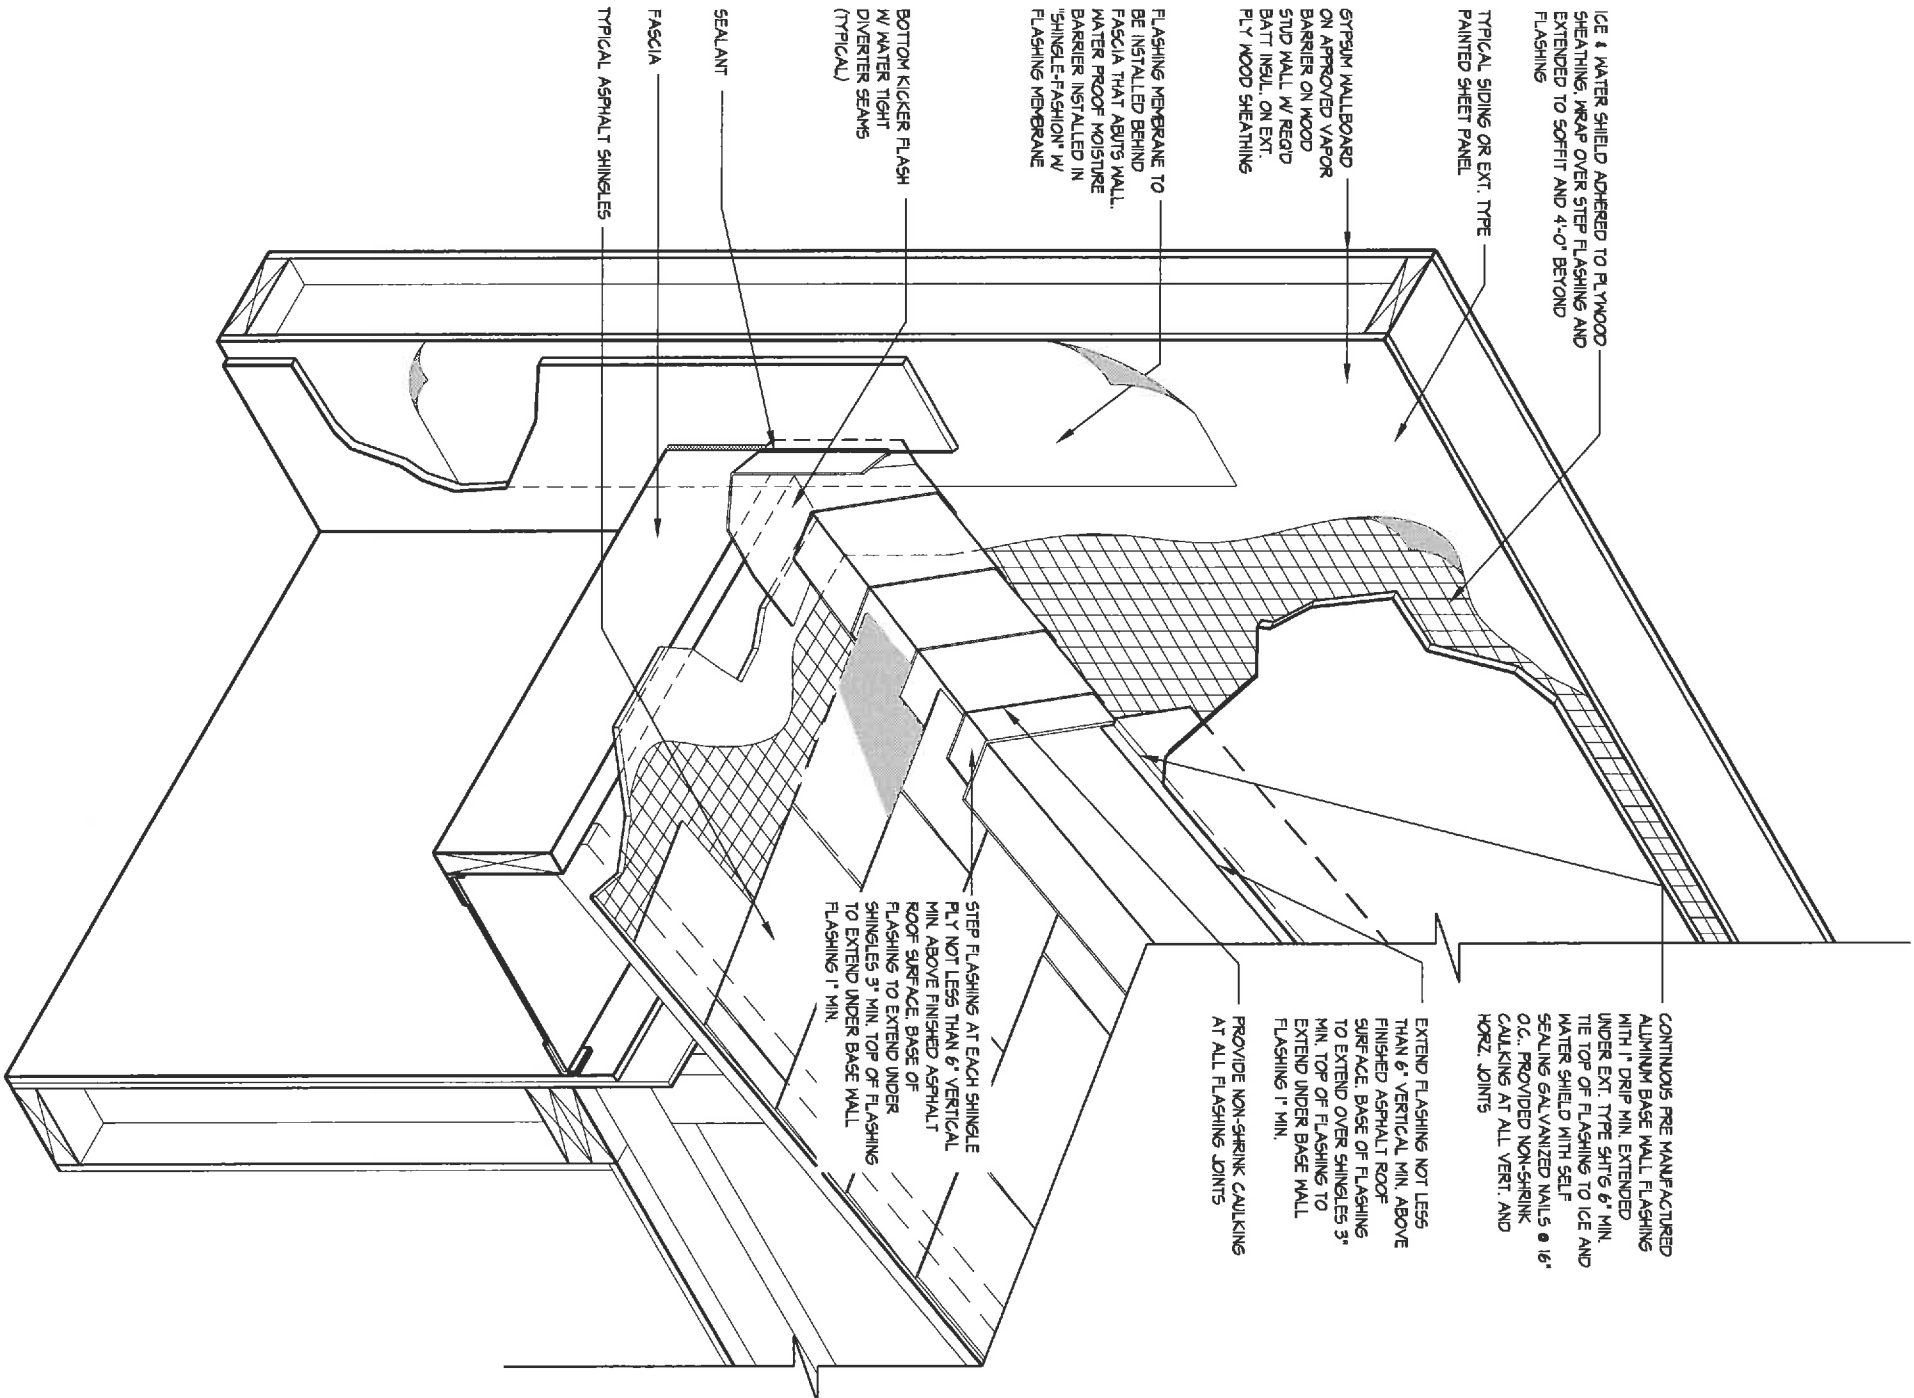 ICE & WATER SHIELD ADHERED TO PLYWOOD
SHEATHING, WRAP OVER STEP FLASHING AND
EXTENDED TO SOFFIT AND 4'-0" BEYOND
FLASHING
TYPICAL SIDING OR EXT. TYPE
PAINTED SHEET PANEL
GYPSUM WALLBOARD
ON APPROVED VAPOR
BARRIER ON WOOD
STUD WALL W/ REQ'D
BATT INSUL. ON EXT.
PLY WOOD SHEATHING
FLASHING MEMBRANE TO
BE INSTALLED BEHIND
FASCIA THAT ABUTS WALL.
WATER PROOF MOISTURE
BARRIER INSTALLED IN
"SHINGLE-FASHION" W/
FLASHING MEMBRANE
BOTTOM KICKER FLASH
W/ WATER TIGHT
DIVERTER SEAMS
(TYPICAL)
SEALANT
FASCIA
TYPICAL ASPHALT SHINGLES
CONTINUOUS PRE MANUFACTURED
ALUMINUM BASE WALL FLASHING
WITH 1" DRIP MIN. EXTENDED
UNDER EXT. TYPE SHT'G 6" MIN.
TIE TOP OF FLASHING TO ICE AND
WATER SHIELD WITH SELF
SEALING GALVANIZED NAILS @ 16"
O.C.. PROVIDED NON-SHRINK
CAULKING AT ALL VERT. AND
HORZ. JOINTS
EXTEND FLASHING NOT LESS
THAN 6" VERTICAL MIN. ABOVE
FINISHED ASPHALT ROOF
SURFACE. BASE OF FLASHING
TO EXTEND OVER SHINGLES 3"
MIN. TOP OF FLASHING TO
EXTEND UNDER BASE WALL
FLASHING 1" MIN.
PROVIDE NON-SHRINK CAULKING
AT ALL FLASHING JOINTS
STEP FLASHING AT EACH SHINGLE
PLY NOT LESS THAN 6" VERTICAL
MIN. ABOVE FINISHED ASPHALT
ROOF SURFACE. BASE OF
FLASHING TO EXTEND UNDER
SHINGLES 3" MIN. TOP OF FLASHING
TO EXTEND UNDER BASE WALL
FLASHING 1" MIN.